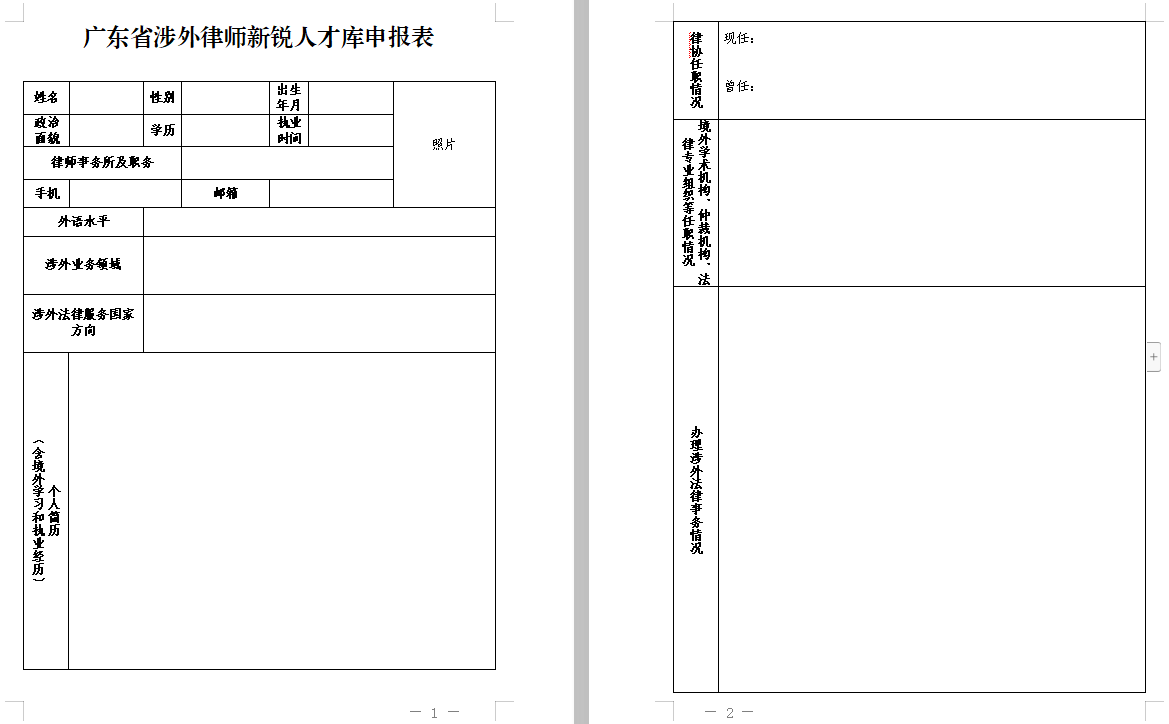 广东省涉外律师新锐人才库申报表
姓名
性别
出生
年月
照片
政治
面貌
学历
执业
时间
律师事务所及职务
手机
邮箱
外语水平
涉外业务领域
涉外法律服务国家
方向
个人简历
（含境外学习和执业经历）
— 1 —
律协任职情况
现任：
曾任：
境外学术机构、仲裁机构、法
律专业组织等任职情况
办理涉外法律事务情况
— 2 —
+